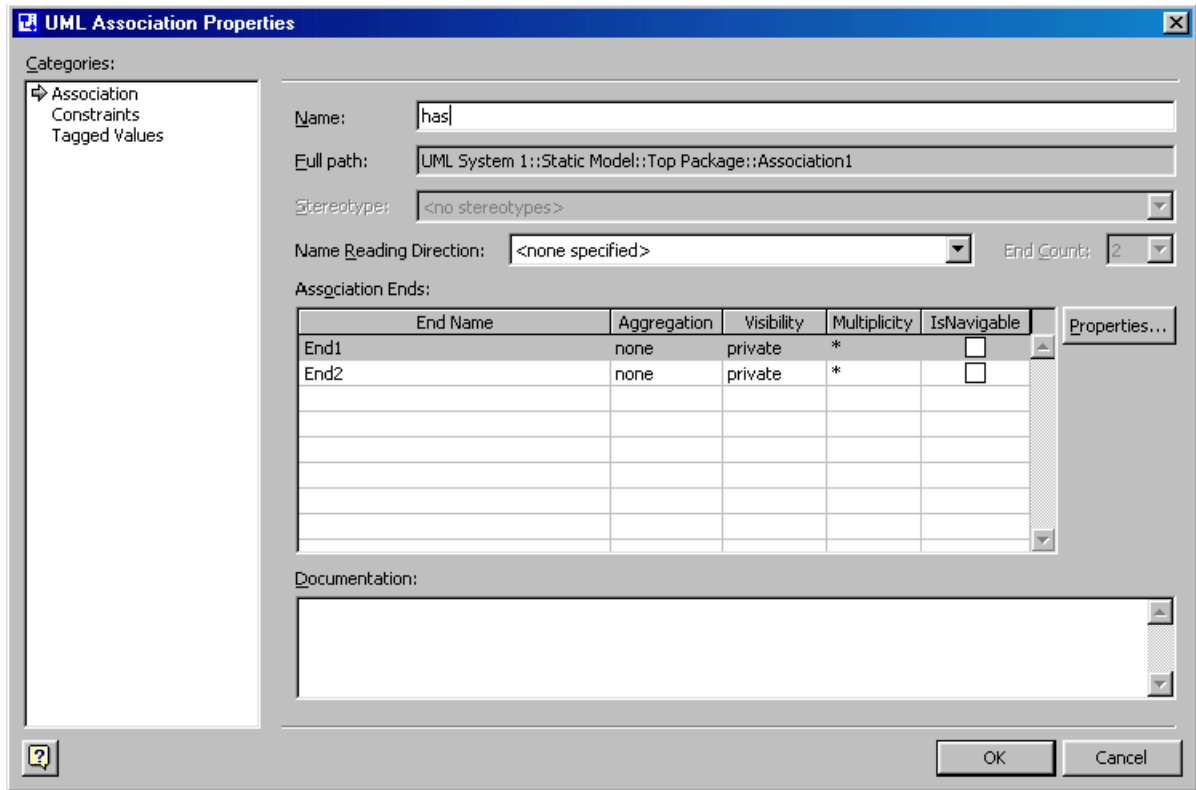 UML Association Properties
Categories:
Association
Constraints
Tagged Values
Name: has
Full path: UML System 1::Static Model::Top Package::Association1
Stereotype: <no stereotypes>
Name Reading Direction: <none specified> End Count: 2
Association Ends:
End Name Aggregation Visibility Multiplicity IsNavigable Properties...
End1 none private *
End2 none private *
Documentation:
OK Cancel